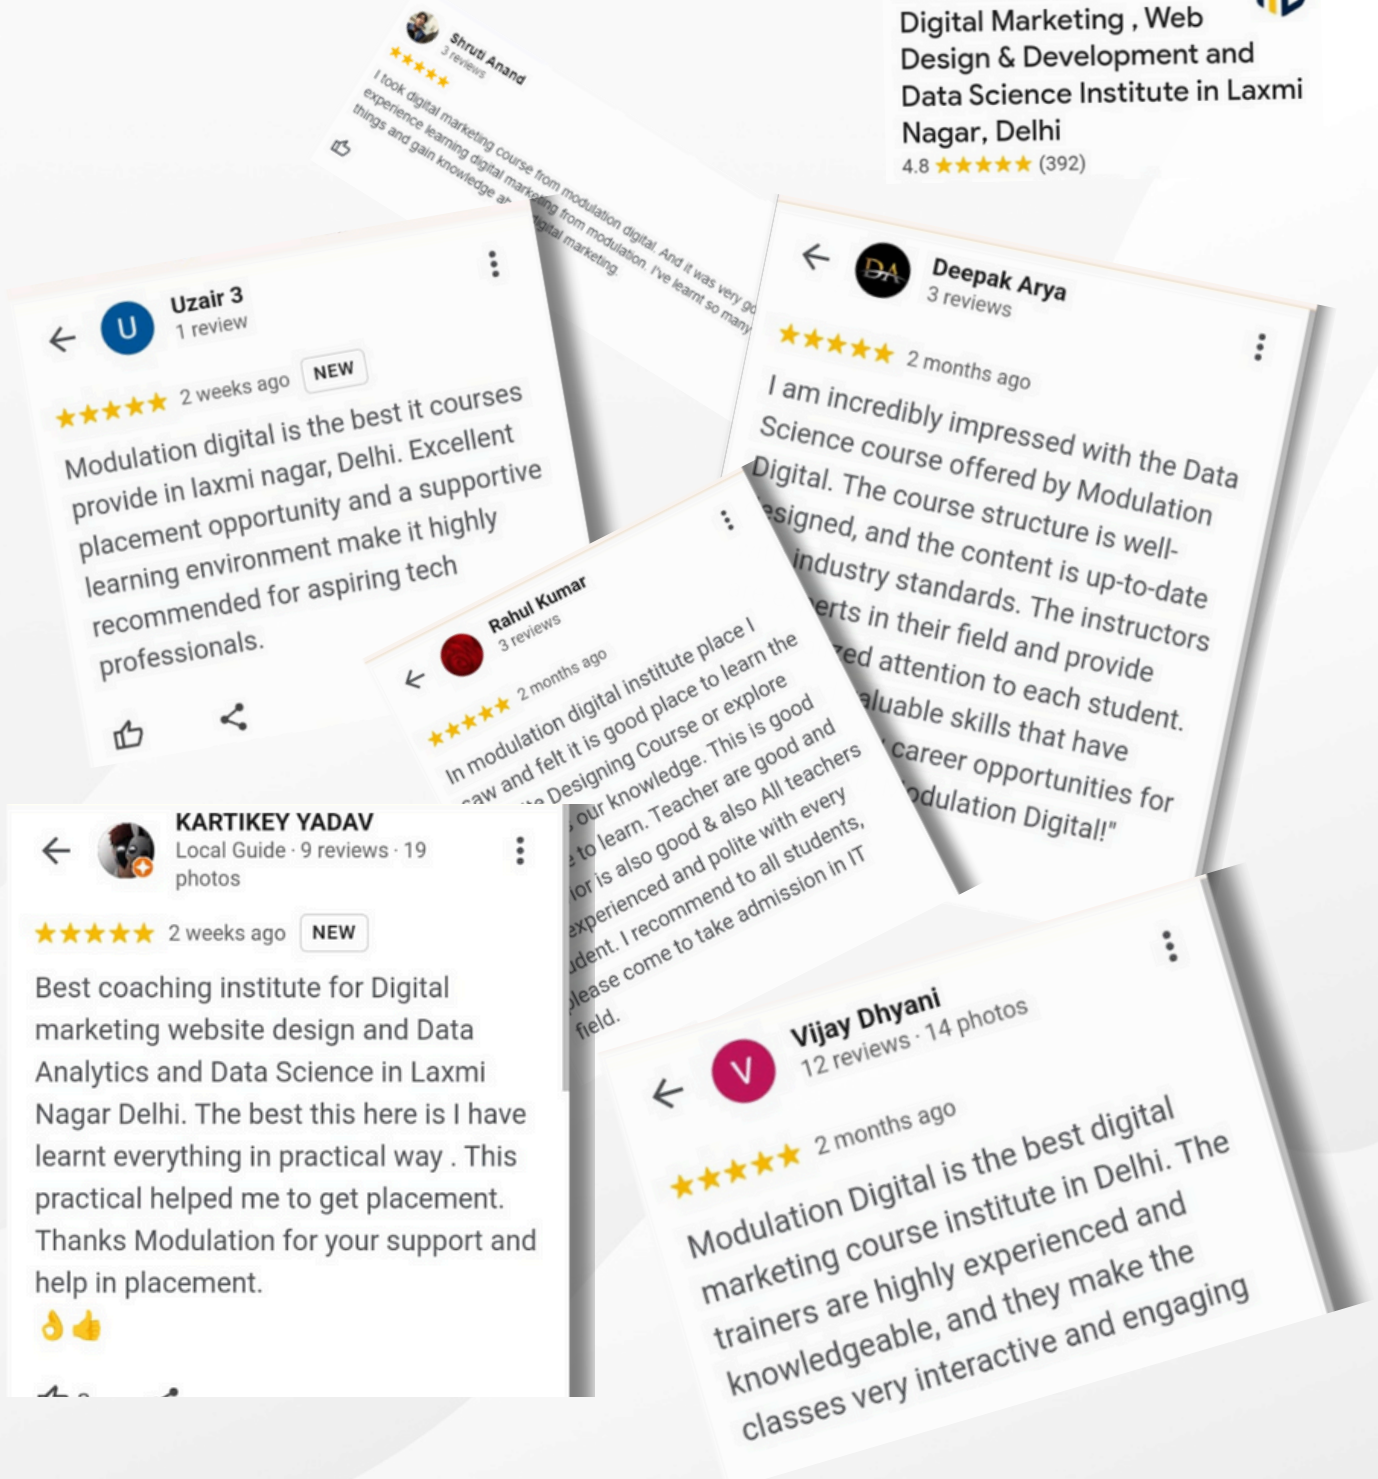 Digital Marketing , Web
Design & Development and
Data Science Institute in Laxmi
Nagar, Delhi
4.8 (392)
Shruti Anand
3 reviews
I took digital marketing course from modulation digital. And it was very
experience learning digital marketing from modulation. I've learnt so many
things and gain knowledge digital marketing.
U
Uzair 3
1 review
2 weeks ago NEW
Modulation digital is the best it courses
provide in laxmi nagar, Delhi. Excellent
placement opportunity and a supportive
learning environment make it highly
recommended for aspiring tech
professionals.
DA
Deepak Arya
3 reviews
2 months ago
I am incredibly impressed with the Data
Science course offered by Modulation
Digital. The course structure is well-
esigned, and the content is up-to-date
industry standards. The instructors
erts in their field and provide
zed attention to each student.
aluable skills that have
career opportunities for
odulation Digital!"
Rahul Kumar
3 reviews
2 months ago
In modulation digital institute place I
saw and felt it is good place to learn the
Designing Course or explore
our knowledge. This is good
to learn. Teacher are good and
ior is also good & also All teachers
experienced and polite with every
udent. I recommend to all students,
please come to take admission in IT
field.
KARTIKEY YADAV
Local Guide · 9 reviews · 19
photos
2 weeks ago NEW
Best coaching institute for Digital
marketing website design and Data
Analytics and Data Science in Laxmi
Nagar Delhi. The best this here is I have
learnt everything in practical way . This
practical helped me to get placement.
Thanks Modulation for your support and
help in placement.
👌👍
V
Vijay Dhyani
12 reviews · 14 photos
2 months ago
Modulation Digital is the best digital
marketing course institute in Delhi. The
trainers are highly experienced and
knowledgeable, and they make the
classes very interactive and engaging